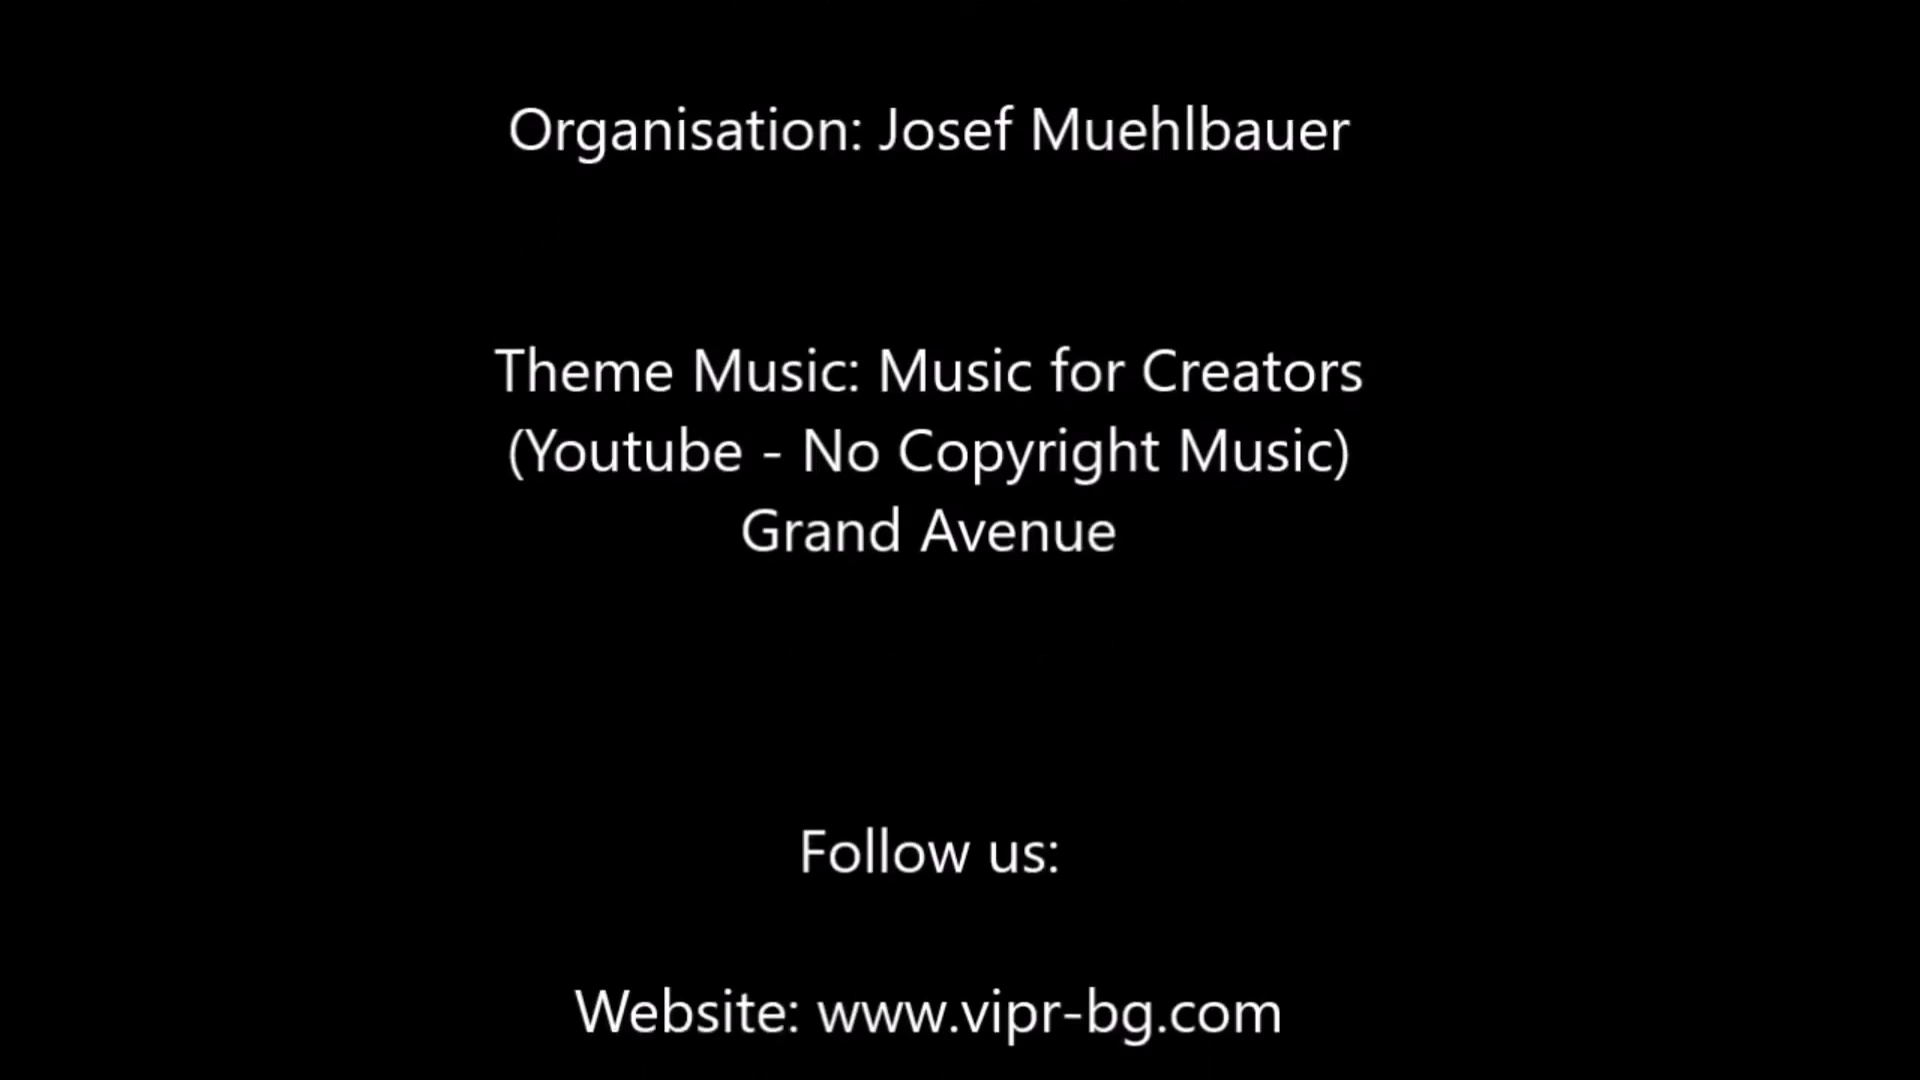 Organisation: Josef Muehlbauer
Theme Music: Music for Creators
(Youtube - No Copyright Music)
Grand Avenue
Follow us:
Website: www.vipr-bg.com